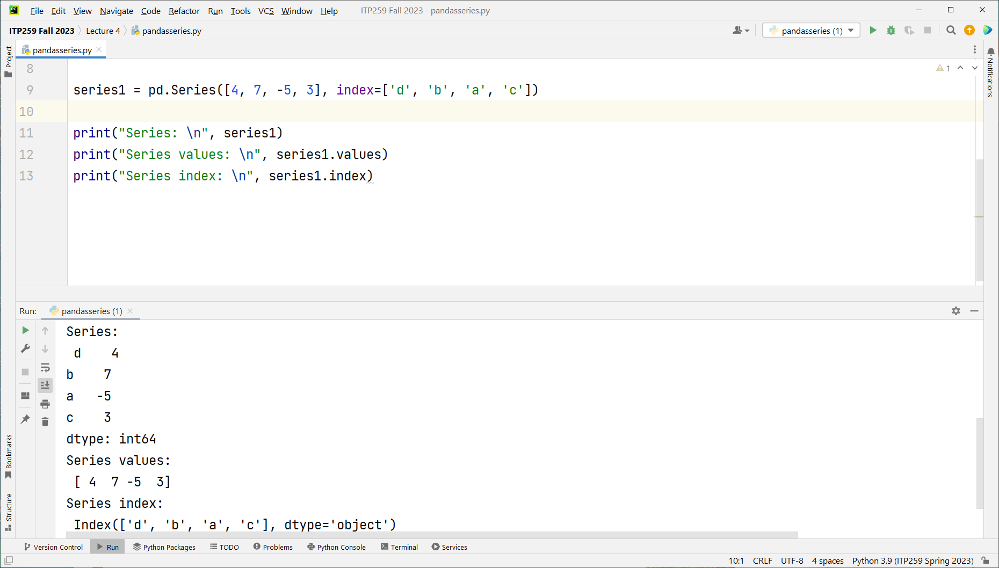 File Edit View Navigate Code Refactor Run Tools VCS Window Help ITP259 Fall 2023 - pandasseries.py
ITP259 Fall 2023 Lecture 4 pandasseries.py pandasseries (1)
Project
pandasseries.py
Notifications
1
8
9 series1 = pd.Series([4, 7, -5, 3], index=['d', 'b', 'a', 'c'])
10
11 print("Series: \n", series1)
12 print("Series values: \n", series1.values)
13 print("Series index: \n", series1.index)
Run: pandasseries (1)
Series:
 d    4
b    7
a   -5
c    3
dtype: int64
Series values:
 [ 4  7 -5  3]
Series index:
 Index(['d', 'b', 'a', 'c'], dtype='object')
Bookmarks
Structure
Version Control Run Python Packages TODO Problems Python Console Terminal Services
10:1 CRLF UTF-8 4 spaces Python 3.9 (ITP259 Spring 2023)